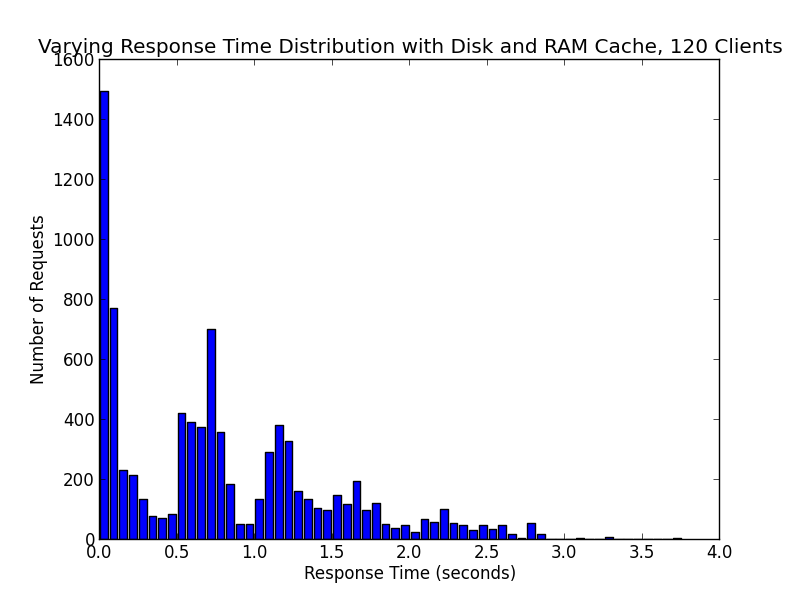 Varying Response Time Distribution with Disk and RAM Cache, 120 Clients
1600
1400
1200
1000
800
600
400
200
0
Number of Requests
0.0 0.5 1.0 1.5 2.0 2.5 3.0 3.5 4.0
Response Time (seconds)